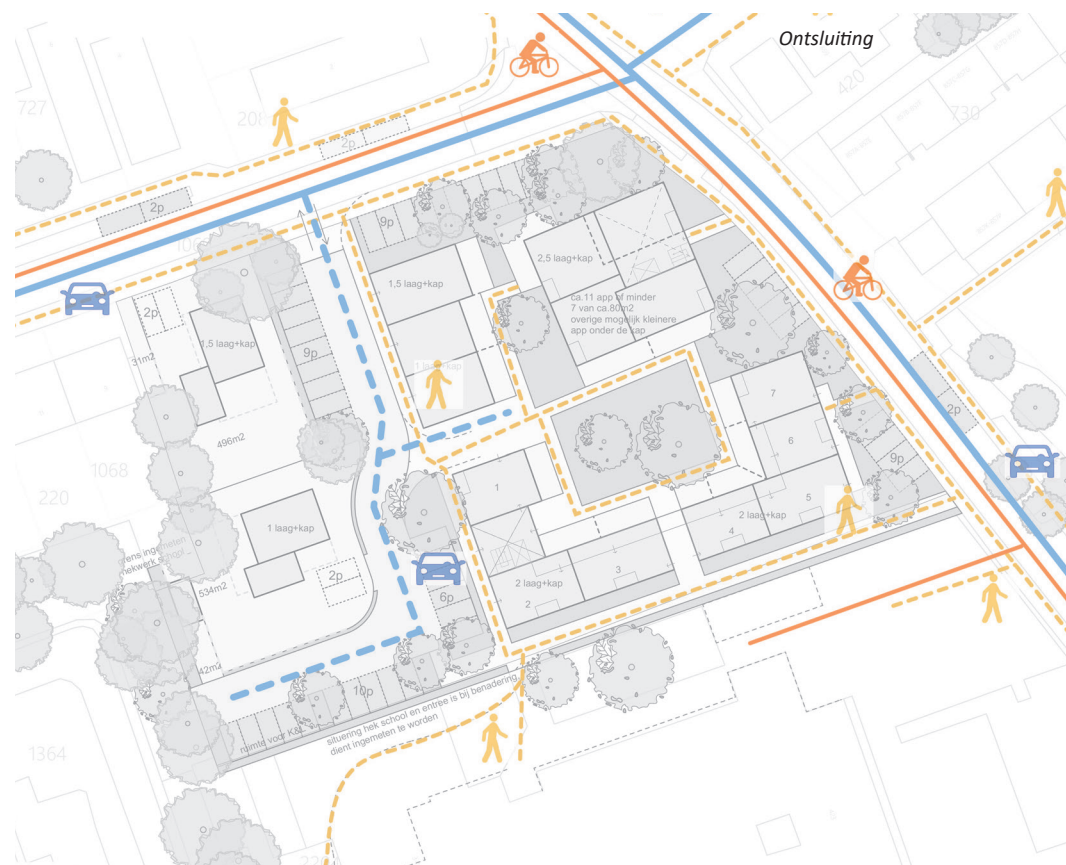 Ontsluiting
420
730
727
2p
2p
9p
1,5 laag+kap
2,5 laag+kap
ca.11 app of minder
7 van ca.80m2
overige mogelijk kleinere
app onder de kap
2p
31m2
1,5 laag+kap
9p
496m2
1068
220
7
6
5
2 laag+kap
4
3
2 laag+kap
2
1
2p
9p
1 laag+kap
2p
534m2
42m2
6p
10p
ruimte voor K&L
situering hek school en entree is bij benadering,
dient ingemeten te worden
1364